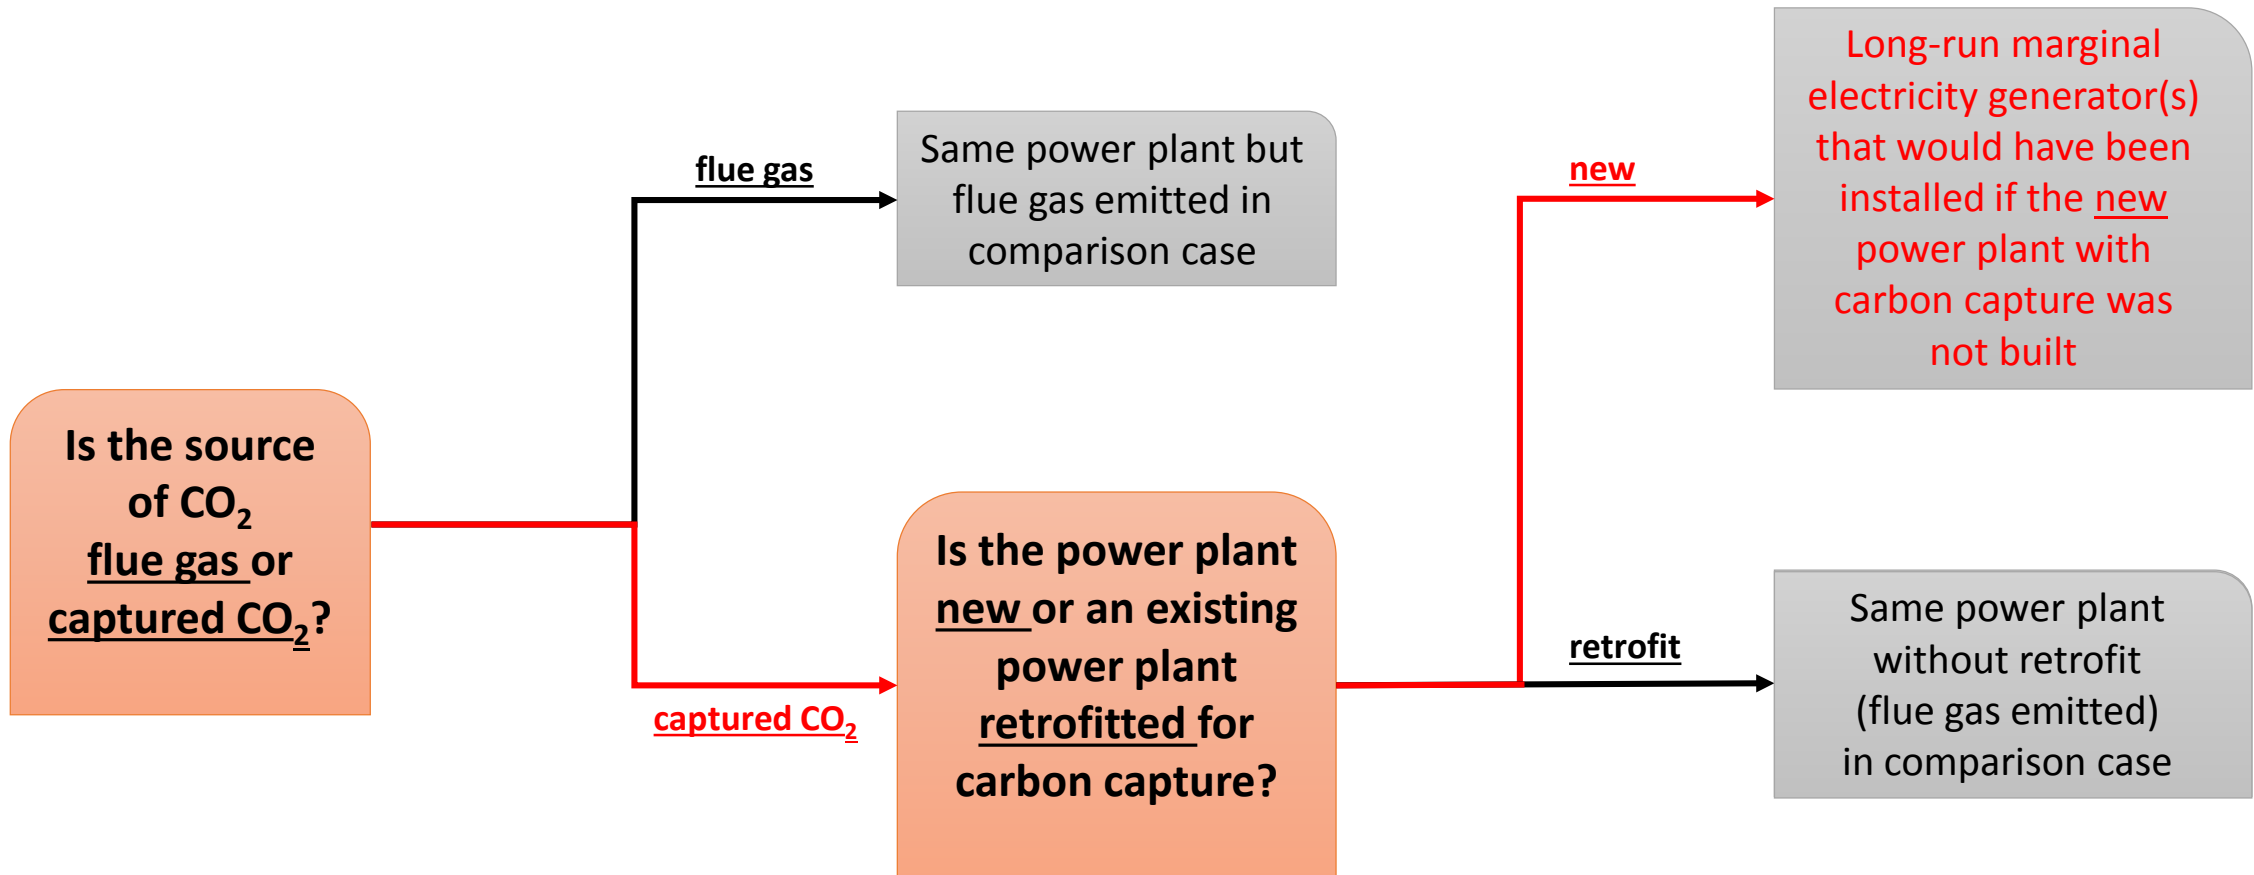 Is the source
of CO₂
flue gas or
captured CO₂?
flue gas
captured CO₂
Same power plant but
flue gas emitted in
comparison case
Is the power plant
new or an existing
power plant
retrofitted for
carbon capture?
new
retrofit
Long-run marginal
electricity generator(s)
that would have been
installed if the new
power plant with
carbon capture was
not built
Same power plant
without retrofit
(flue gas emitted)
in comparison case